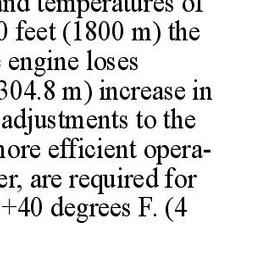 and temperatures of
0 feet (1800 m) the
engine loses
304.8 m) increase in
adjustments to the
more efficient opera-
er, are required for
+40 degrees F. (4